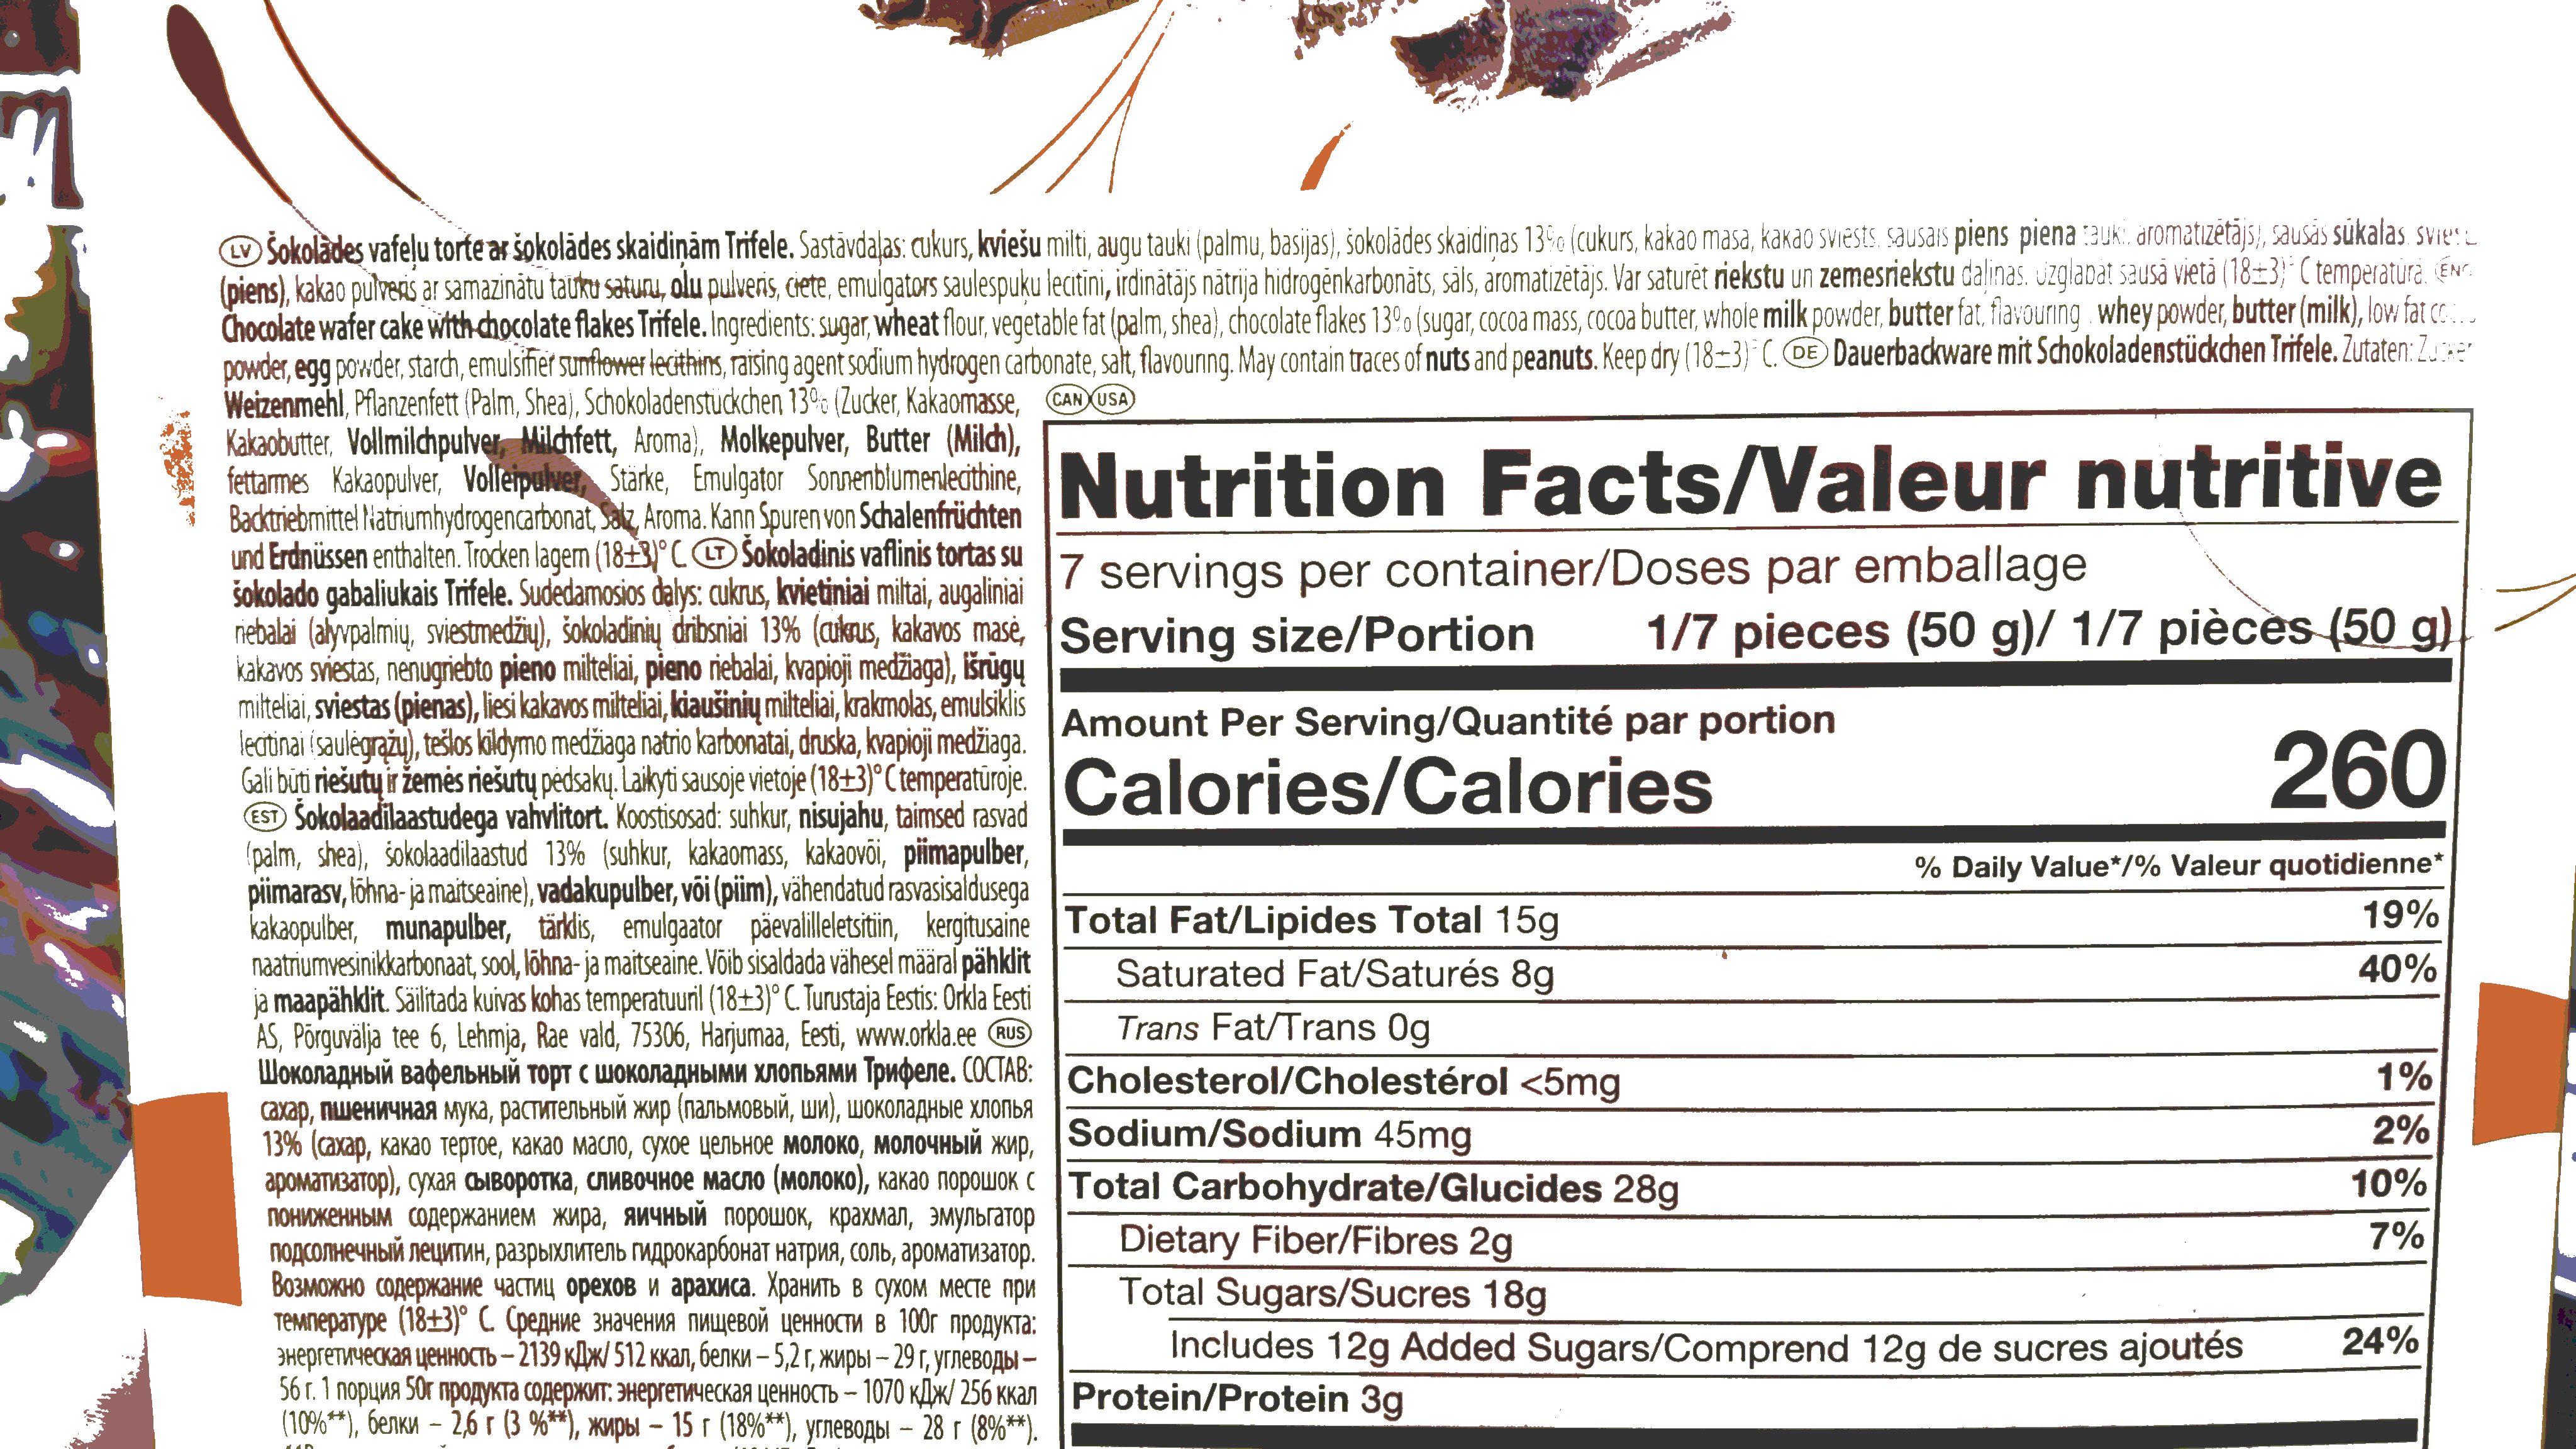 LV Šokolādes vafeļu torte ar šokolādes skaidiņām Trifele. Sastāvdaļas: cukurs, kviešu milti, augu tauki (palmu, basijas), šokolādes skaidiņas 13% (cukurs, kakao masa, kakao sviests, sausais piens, piena tauki, aromatizētājs), sausās sūkalas, sviests
(piens), kakao pulveris ar samazinātu tauku saturu, olu pulveris, ciete, emulgators saulespuķu lecitīni, irdinātājs nātrija hidrogēnkarbonāts, sāls, aromatizētājs. Var saturēt riekstu un zemesriekstu daļiņas. Uzglabāt sausā vietā (18±3)° C temperatūrā. ENG
Chocolate wafer cake with chocolate flakes Trifele. Ingredients: sugar, wheat flour, vegetable fat (palm, shea), chocolate flakes 13% (sugar, cocoa mass, cocoa butter, whole milk powder, butter fat, flavouring), whey powder, butter (milk), low fat
powder, egg powder, starch, emulsifier sunflower lecithins, raising agent sodium hydrogen carbonate, salt, flavouring. May contain traces of nuts and peanuts. Keep dry (18±3)° C. DE Dauerbackware mit Schokoladenstückchen Trifele. Zutaten: Zucker
Weizenmehl, Pflanzenfett (Palm, Shea), Schokoladenstückchen 13% (Zucker, Kakaomasse,
Kakaobutter, Vollmilchpulver, Milchfett, Aroma), Molkepulver, Butter (Milch),
fettarmes Kakaopulver, Volleipulver, Stärke, Emulgator Sonnenblumenlecithine,
Backtriebmittel Natriumhydrogencarbonat, Salz, Aroma. Kann Spuren von Schalenfrüchten
und Erdnüssen enthalten. Trocken lagern (18±3)° C. LT Šokoladinis vaflinis tortas su
šokolado gabaliukais Trifele. Sudedamosios dalys: cukrus, kvietiniai miltai, augaliniai
riebalai (alyvpalmių, sviestmedžių), šokoladinių dribsniai 13% (cukrus, kakavos masė,
kakavos sviestas, nenugriebto pieno milteliai, pieno riebalai, kvapioji medžiaga), išrūgų
milteliai, sviestas (pienas), liesi kakavos milteliai, kiaušinių milteliai, krakmolas, emulsiklis
lecitinai (saulėgrąžų), tešlos kildymo medžiaga natrio karbonatai, druska, kvapioji medžiaga.
Gali būti riešutų ir žemės riešutų pėdsakų. Laikyti sausoje vietoje (18±3)° C temperatūroje.
EST Šokolaadilaastudega vahvlitort. Koostisosad: suhkur, nisujahu, taimsed rasvad
(palm, shea), šokolaadilaastud 13% (suhkur, kakaomass, kakaovõi, piimapulber,
piimarasv, lõhna- ja maitseaine), vadakupulber, või (piim), vähendatud rasvasisaldusega
kakaopulber, munapulber, tärklis, emulgaator päevalilleletsitiin, kergitusaine
naatriumvesinikkarbonaat, sool, lõhna- ja maitseaine. Võib sisaldada vähesel määral pähklit
ja maapähklit. Säilitada kuivas kohas temperatuuril (18±3)° C. Turustaja Eestis: Orkla Eesti
AS, Põrguvälja tee 6, Lehmja, Rae vald, 75306, Harjumaa, Eesti, www.orkla.ee RUS
Шоколадный вафельный торт с шоколадными хлопьями Трифеле. СОСТАВ:
сахар, пшеничная мука, растительный жир (пальмовый, ши), шоколадные хлопья
13% (сахар, какао тертое, какао масло, сухое цельное молоко, молочный жир,
ароматизатор), сухая сыворотка, сливочное масло (молоко), какао порошок с
пониженным содержанием жира, яичный порошок, крахмал, эмульгатор
подсолнечный лецитин, разрыхлитель гидрокарбонат натрия, соль, ароматизатор.
Возможно содержание частиц орехов и арахиса. Хранить в сухом месте при
температуре (18±3)° C. Средние значения пищевой ценности в 100г продукта:
энергетическая ценность – 2139 кДж/ 512 ккал, белки – 5,2 г, жиры – 29 г, углеводы –
56 г. 1 порция 50г продукта содержит: энергетическая ценность – 1070 кДж/ 256 ккал
(10%**), белки – 2,6 г (3 %**), жиры – 15 г (18%**), углеводы – 28 г (8%**).
CAN USA
Nutrition Facts/Valeur nutritive
7 servings per container/Doses par emballage
Serving size/Portion 1/7 pieces (50 g)/ 1/7 pièces (50 g)
Amount Per Serving/Quantité par portion
Calories/Calories 260
% Daily Value*/% Valeur quotidienne*
Total Fat/Lipides Total 15g 19%
Saturated Fat/Saturés 8g 40%
Trans Fat/Trans 0g
Cholesterol/Cholestérol <5mg 1%
Sodium/Sodium 45mg 2%
Total Carbohydrate/Glucides 28g 10%
Dietary Fiber/Fibres 2g 7%
Total Sugars/Sucres 18g
Includes 12g Added Sugars/Comprend 12g de sucres ajoutés 24%
Protein/Protein 3g